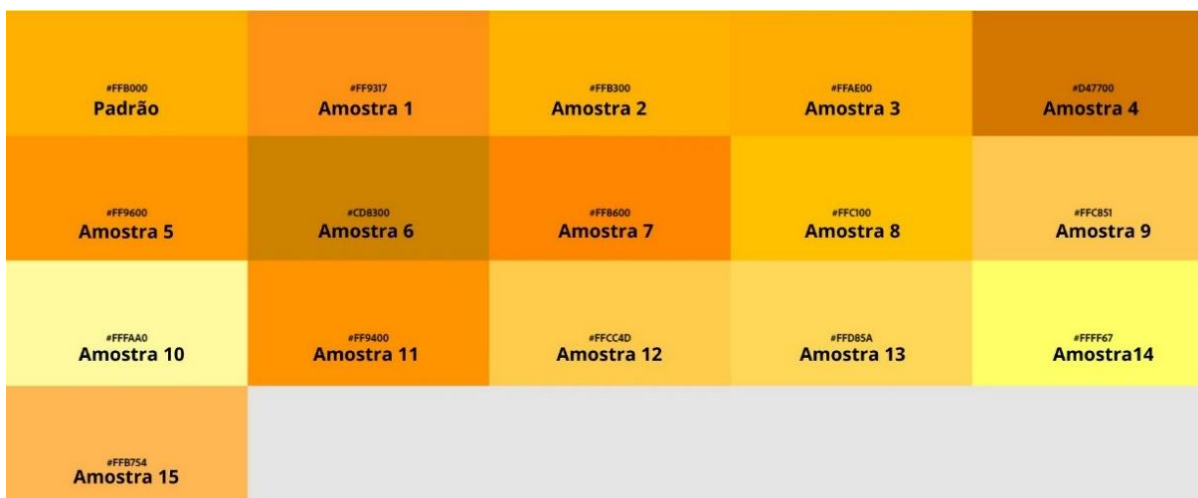 #FFB000
Padrão
#FF9317
Amostra 1
#FFB300
Amostra 2
#FFAE00
Amostra 3
#D47700
Amostra 4
#FF9600
Amostra 5
#CD8300
Amostra 6
#FF8600
Amostra 7
#FFC100
Amostra 8
#FFC851
Amostra 9
#FFFAA0
Amostra 10
#FF9400
Amostra 11
#FFCC4D
Amostra 12
#FFD85A
Amostra 13
#FFFF67
Amostra14
#FFB754
Amostra 15